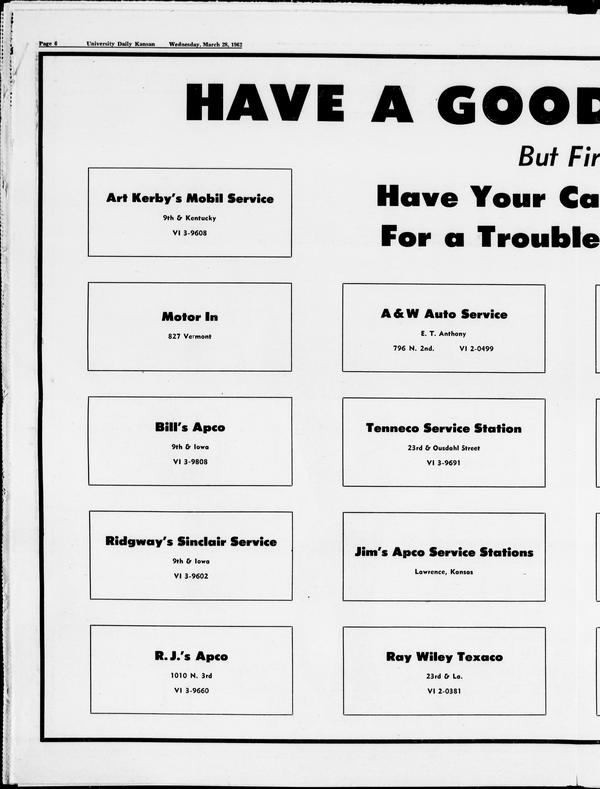 Page 6 University Daily Kansan Wednesday, March 28, 1962
HAVE A GOOD
But Fir
Have Your Ca
For a Trouble
Art Kerby's Mobil Service
9th & Kentucky
VI 3-9608
Motor In
827 Vermont
A & W Auto Service
E. T. Anthony
796 N. 2nd. VI 2-0499
Bill's Apco
9th & Iowa
VI 3-9808
Tenneco Service Station
23rd & Ousdahl Street
VI 3-9691
Ridgway's Sinclair Service
9th & Iowa
VI 3-9602
Jim's Apco Service Stations
Lawrence, Kansas
R. J.'s Apco
1010 N. 3rd
VI 3-9660
Ray Wiley Texaco
23rd & La.
VI 2-0381